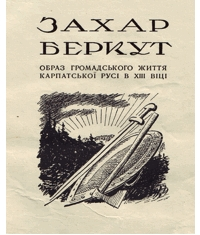 ЗАХАР
БЕРКУТ
ОБРАЗ ГРОМАДСЬКОГО ЖИТТЯ
КАРПАТСЬКОЇ РУСІ В XIII ВІЦІ